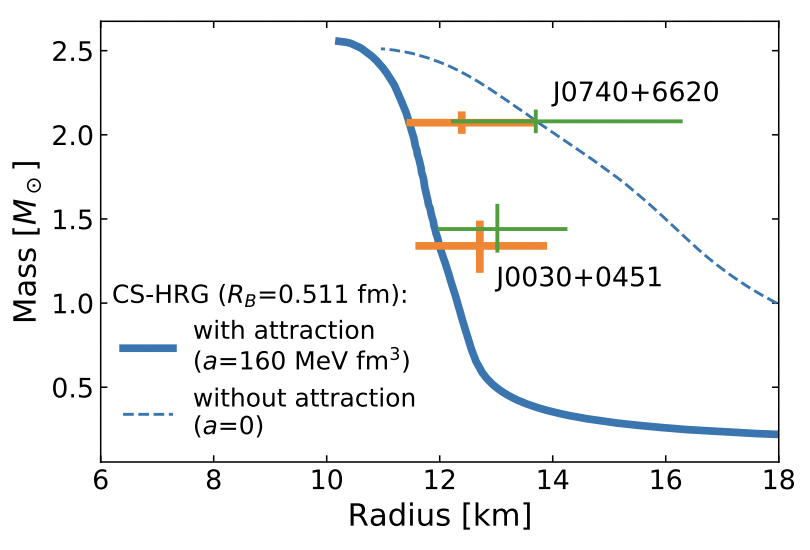 2.5
2.0
1.5
1.0
0.5
Mass [M⊙]
J0740+6620
J0030+0451
CS-HRG (R_B=0.511 fm):
with attraction
(a=160 MeV fm³)
without attraction
(a=0)
6 8 10 12 14 16 18
Radius [km]